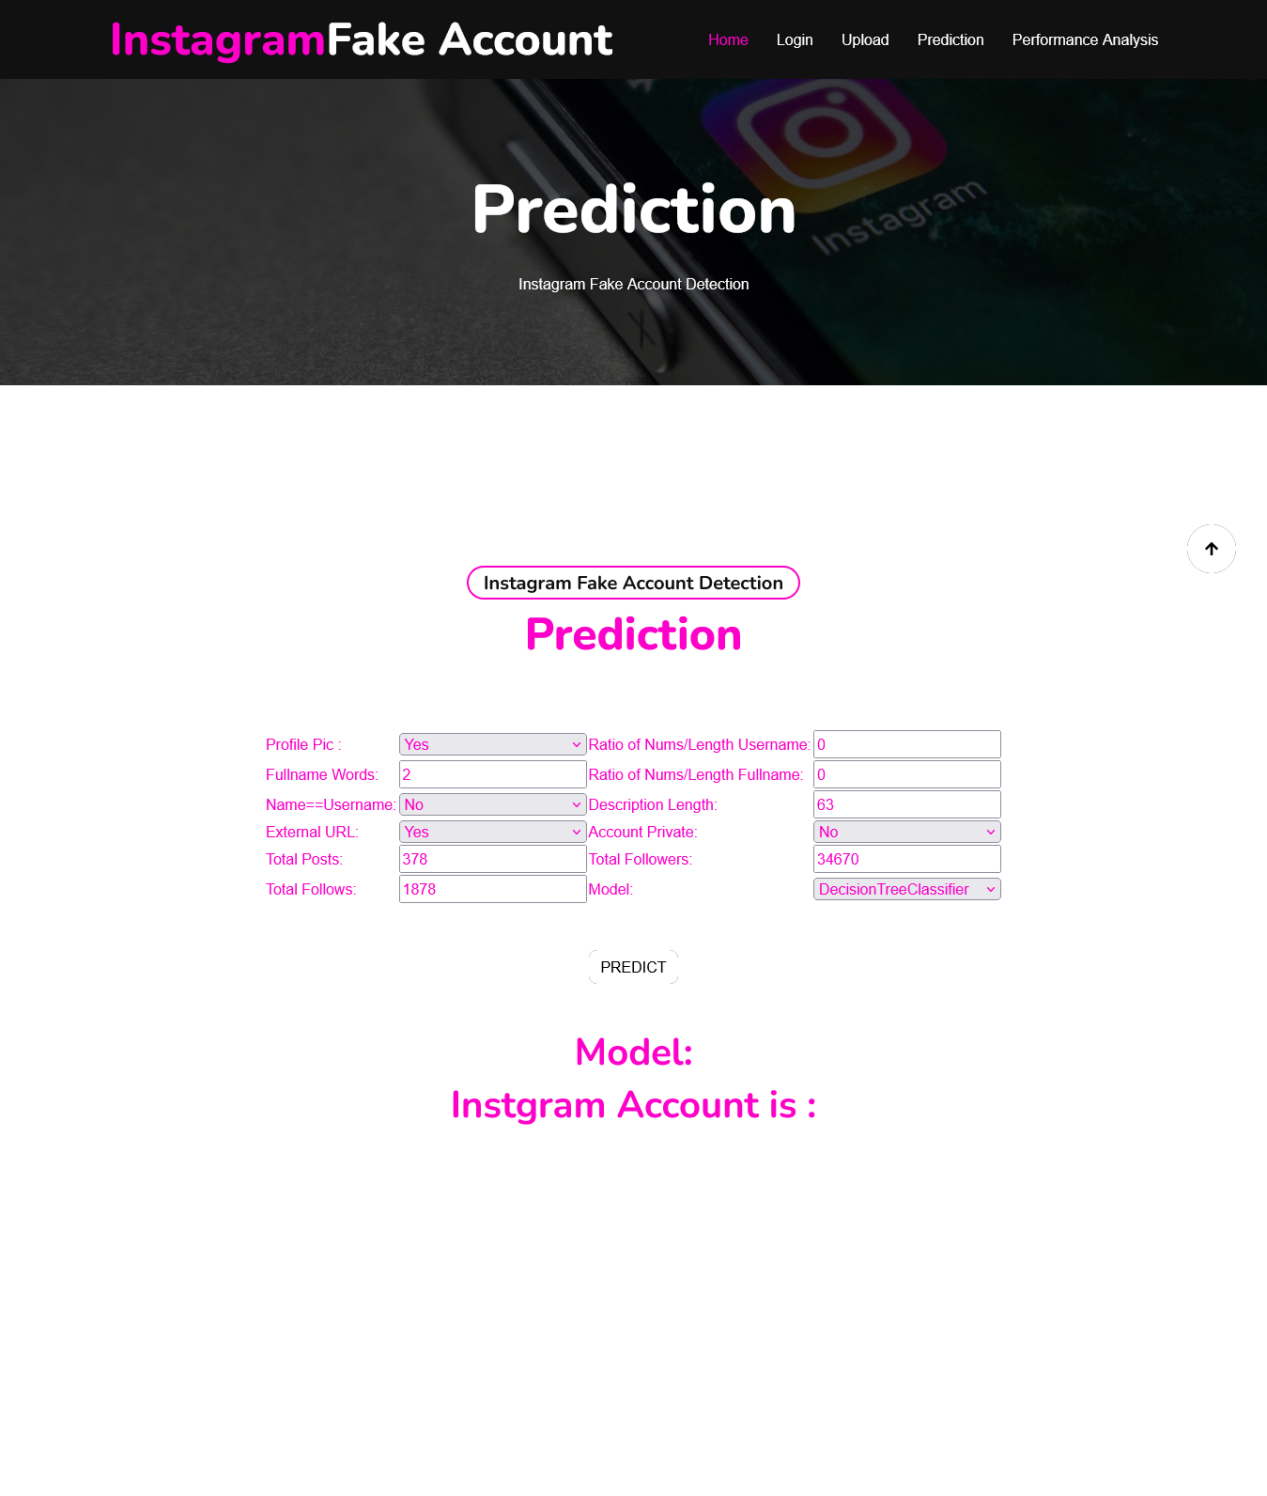 InstagramFake Account
Home Login Upload Prediction Performance Analysis
Instagram
Prediction
Instagram Fake Account Detection
Instagram Fake Account Detection
Prediction
Profile Pic : Yes Ratio of Nums/Length Username: 0
Fullname Words: 2 Ratio of Nums/Length Fullname: 0
Name==Username: No Description Length: 63
External URL: Yes Account Private: No
Total Posts: 378 Total Followers: 34670
Total Follows: 1878 Model: DecisionTreeClassifier
PREDICT
Model:
Instgram Account is :